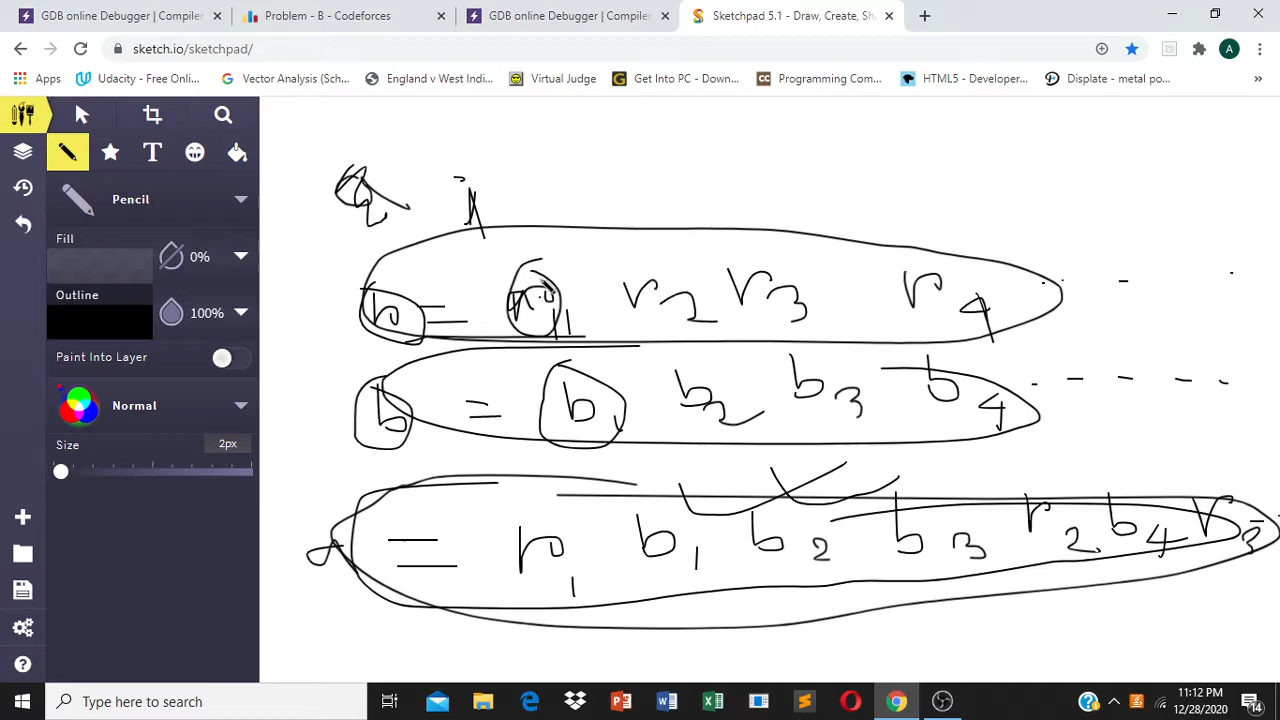 GDB online Debugger | Compiler
Problem - B - Codeforces
GDB online Debugger | Compiler
Sketchpad 5.1 - Draw, Create, Sh
sketch.io/sketchpad/
A
Apps
Udacity - Free Onli...
Vector Analysis (Sch...
England v West Indi...
Virtual Judge
Get Into PC - Down...
Programming Com...
HTML5 - Developer...
Displate - metal po...
»
Pencil
Fill
0%
Outline
100%
Paint Into Layer
Normal
Size
2px
r = r1 r2 r3 r4
b = b1 b2 b3 b4
= r1 b1 b2 b3 r2 b4 r3
Type here to search
11:12 PM
12/28/2020
14